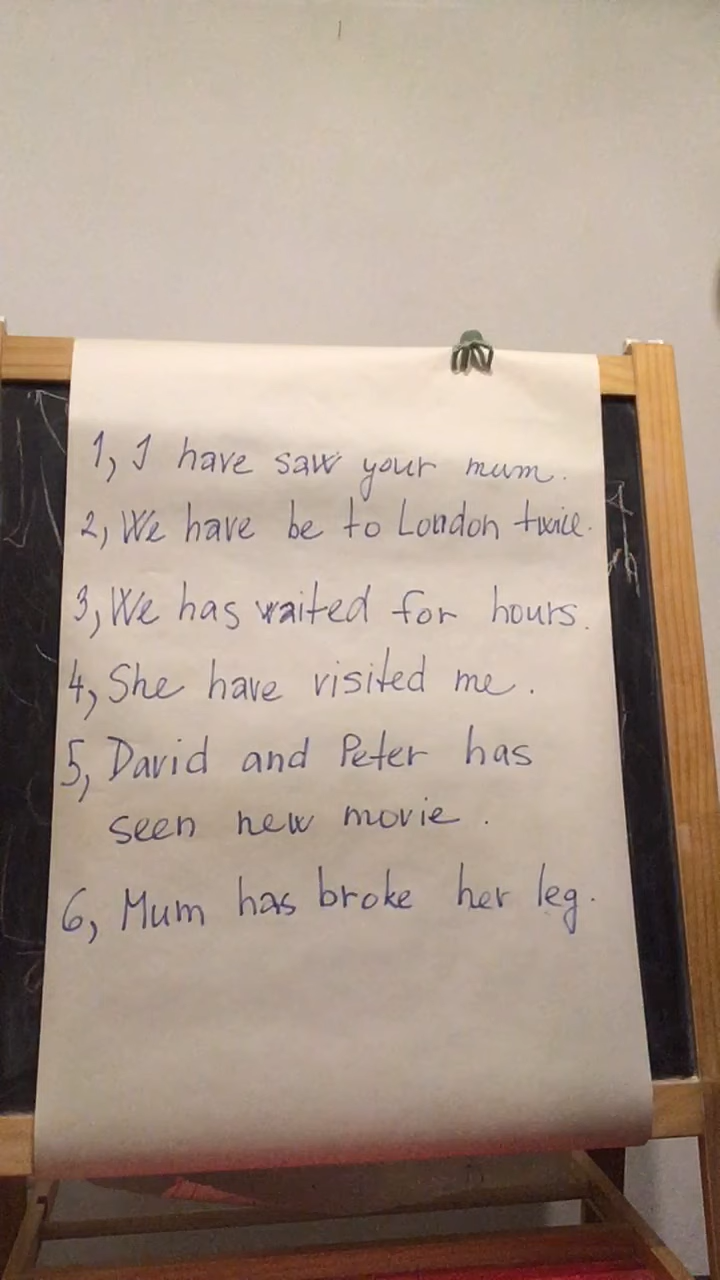 1, I have saw your mum.
2, We have be to London twice.
3, We has waited for hours.
4, She have visited me.
5, David and Peter has
seen new movie.
6, Mum has broke her leg.